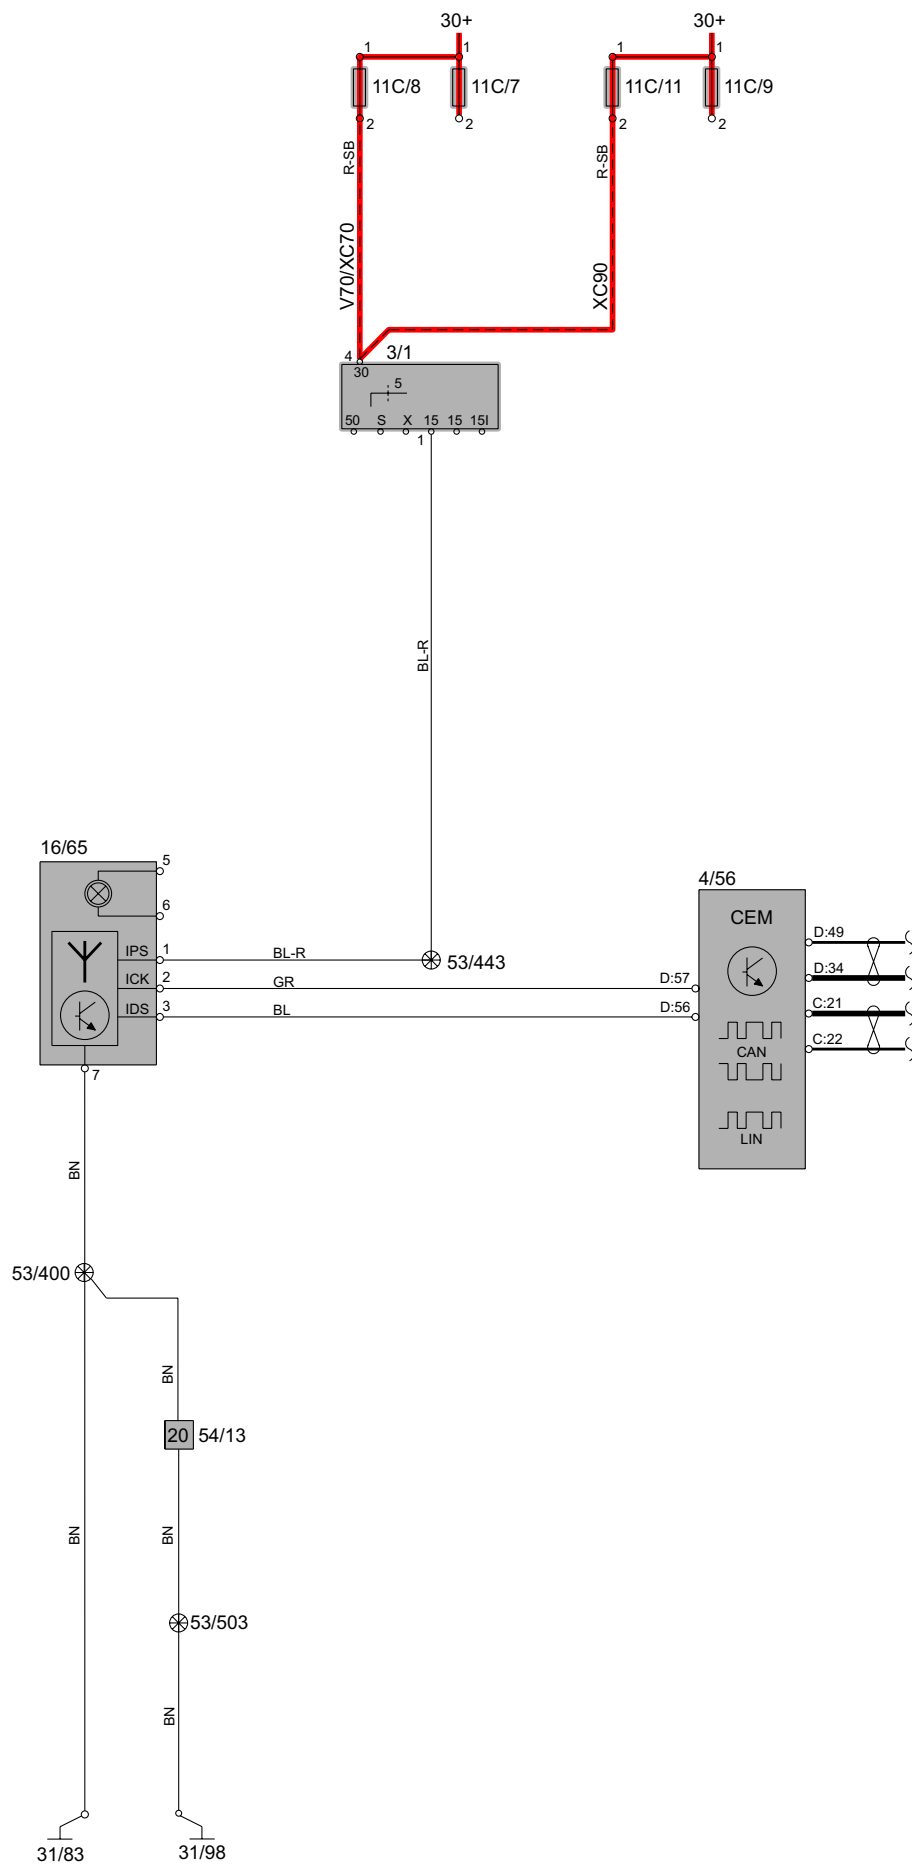 30+ 30+
1 1 1 1
11C/8 11C/7 11C/11 11C/9
2 2 2 2
R-SB R-SB
V70/XC70 XC90
4 3/1
30
5
50 S X 15 15 15I
1
BL-R
16/65
5
4/56
6
CEM
D:49
IPS 1 BL-R 53/443
ICK 2 GR D:57 D:34
IDS 3 BL D:56 C:21
CAN C:22
7
LIN
BN
53/400
BN
20 54/13
BN BN
53/503
BN
31/83 31/98